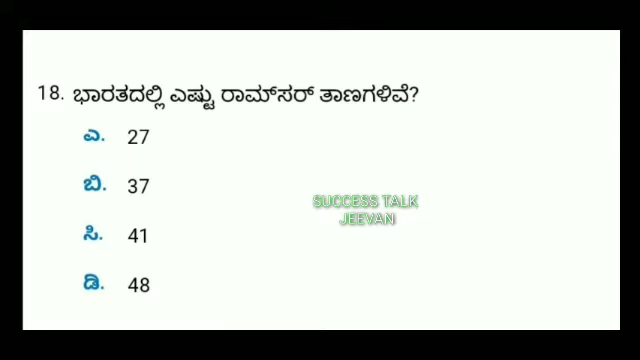 18. ಭಾರತದಲ್ಲಿ ಎಷ್ಟು ರಾಮ್‌ಸರ್ ತಾಣಗಳಿವೆ?
ಎ. 27
ಬಿ. 37
SUCCESS TALK
JEEVAN
ಸಿ. 41
ಡಿ. 48